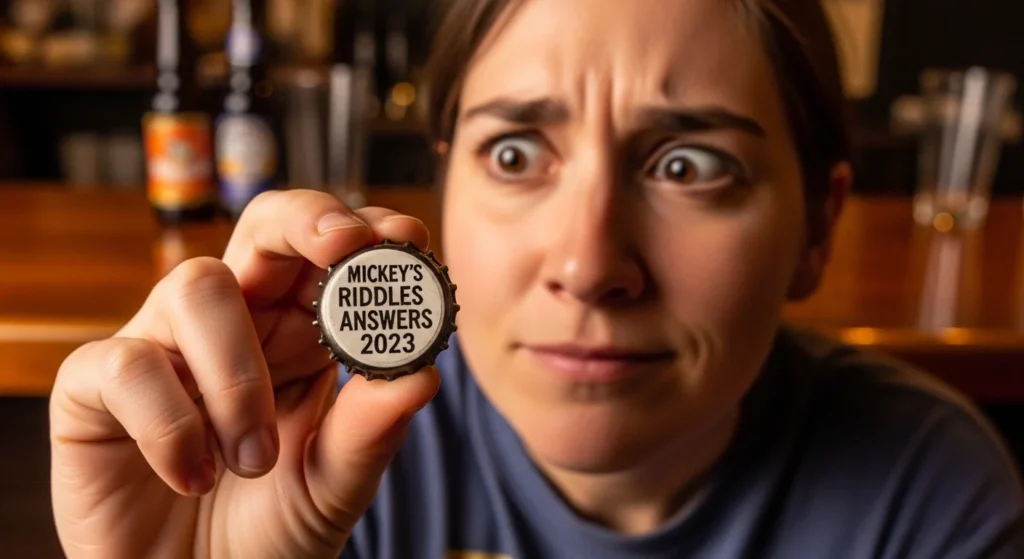 MICKEY'S
RIDDLES
ANSWERS
2023